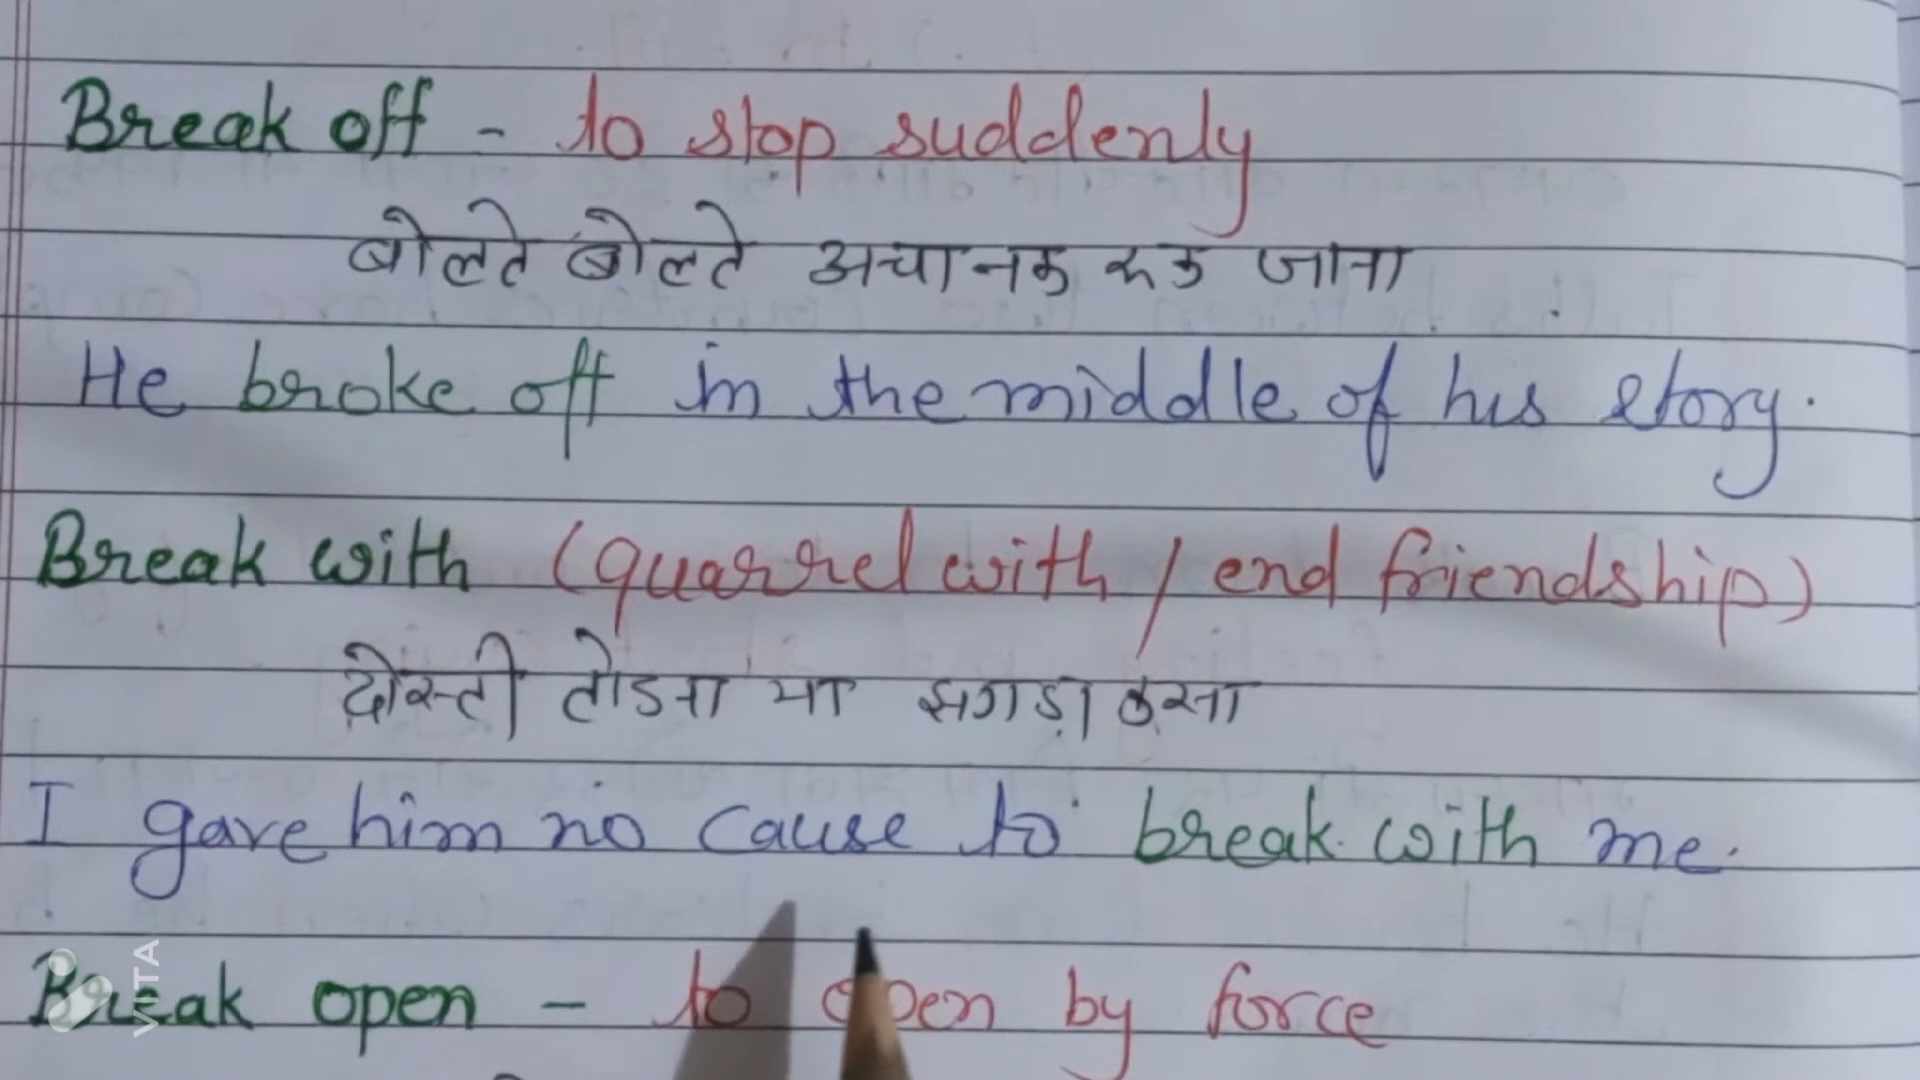 Break off - to stop suddenly
बोलते बोलते अचानक रूक जाना
He broke off in the middle of his story.
Break with (quarrel with / end friendship)
दोस्ती तोडना या झगड़ा करना
I gave him no cause to break with me.
Break open - to open by force
VITA